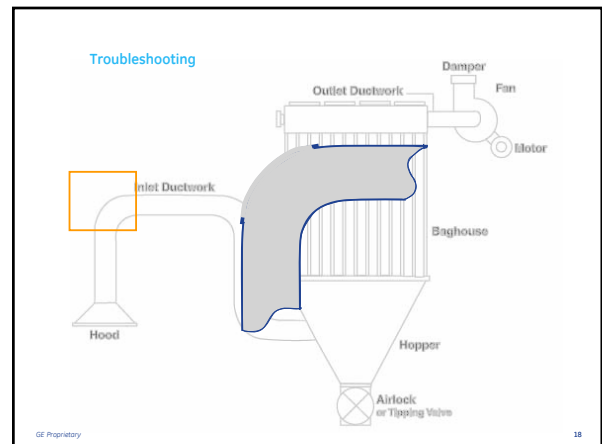 Troubleshooting
Damper
Outlet Ductwork
Fan
Motor
Inlet Ductwork
Baghouse
Hood
Hopper
Airlock
or Tipping Valve
GE Proprietary
18